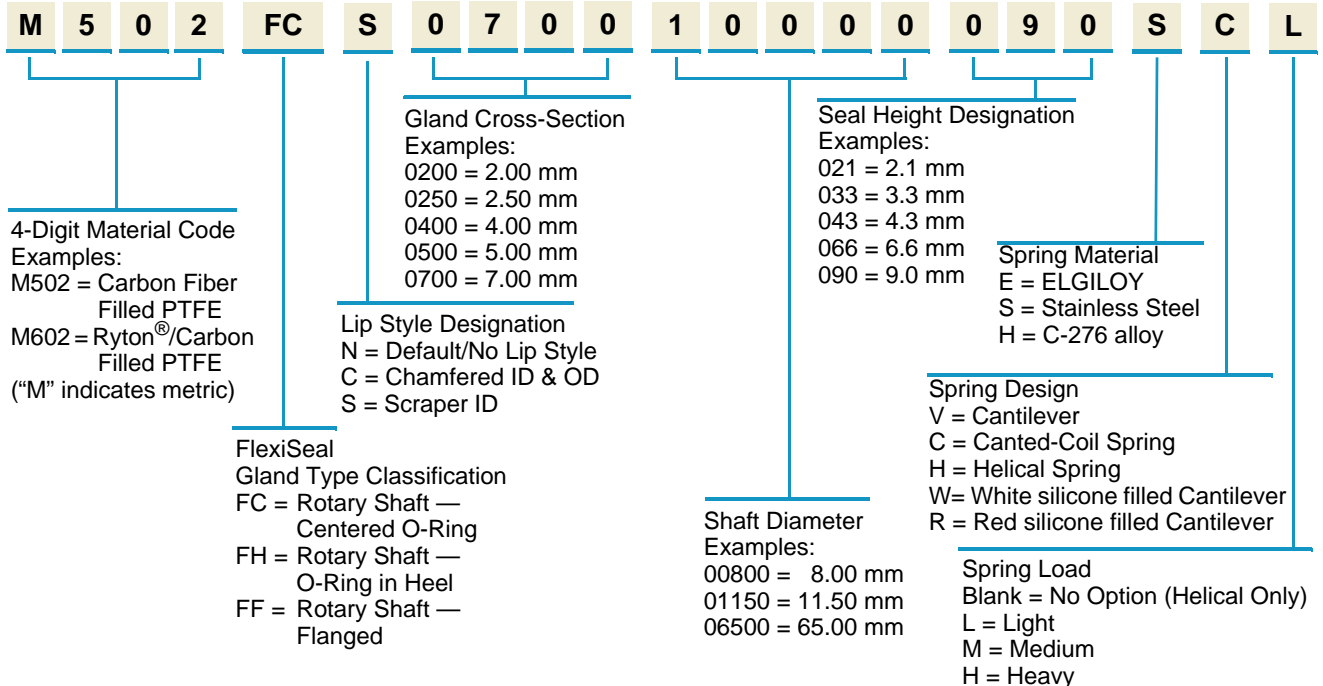 M 5 0 2 FC S 0 7 0 0 1 0 0 0 0 0 9 0 S C L
4-Digit Material Code
Examples:
M502 = Carbon Fiber
Filled PTFE
M602 = Ryton®/Carbon
Filled PTFE
(“M” indicates metric)
FlexiSeal
Gland Type Classification
FC = Rotary Shaft —
Centered O-Ring
FH = Rotary Shaft —
O-Ring in Heel
FF = Rotary Shaft —
Flanged
Lip Style Designation
N = Default/No Lip Style
C = Chamfered ID & OD
S = Scraper ID
Gland Cross-Section
Examples:
0200 = 2.00 mm
0250 = 2.50 mm
0400 = 4.00 mm
0500 = 5.00 mm
0700 = 7.00 mm
Shaft Diameter
Examples:
00800 = 8.00 mm
01150 = 11.50 mm
06500 = 65.00 mm
Seal Height Designation
Examples:
021 = 2.1 mm
033 = 3.3 mm
043 = 4.3 mm
066 = 6.6 mm
090 = 9.0 mm
Spring Material
E = ELGILOY
S = Stainless Steel
H = C-276 alloy
Spring Design
V = Cantilever
C = Canted-Coil Spring
H = Helical Spring
W= White silicone filled Cantilever
R = Red silicone filled Cantilever
Spring Load
Blank = No Option (Helical Only)
L = Light
M = Medium
H = Heavy